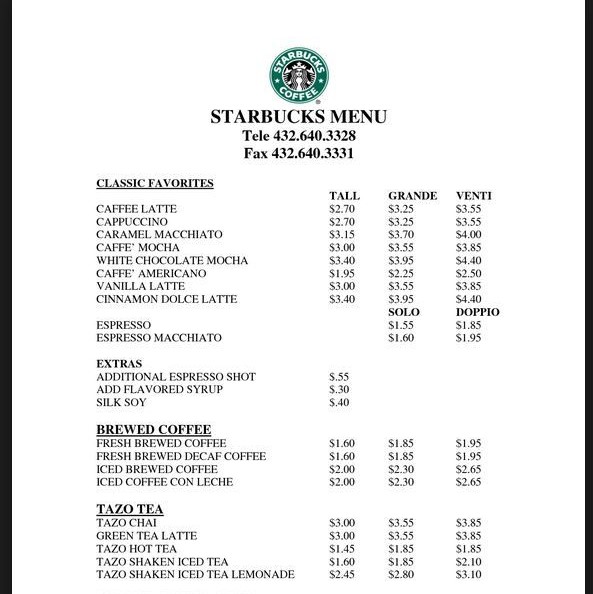 STARBUCKS
COFFEE
®
STARBUCKS MENU
Tele 432.640.3328
Fax 432.640.3331
CLASSIC FAVORITES
TALL GRANDE VENTI
CAFFEE LATTE $2.70 $3.25 $3.55
CAPPUCCINO $2.70 $3.25 $3.55
CARAMEL MACCHIATO $3.15 $3.70 $4.00
CAFFE’ MOCHA $3.00 $3.55 $3.85
WHITE CHOCOLATE MOCHA $3.40 $3.95 $4.40
CAFFE’ AMERICANO $1.95 $2.25 $2.50
VANILLA LATTE $3.00 $3.55 $3.85
CINNAMON DOLCE LATTE $3.40 $3.95 $4.40
SOLO DOPPIO
ESPRESSO $1.55 $1.85
ESPRESSO MACCHIATO $1.60 $1.95
EXTRAS
ADDITIONAL ESPRESSO SHOT $.55
ADD FLAVORED SYRUP $.30
SILK SOY $.40
BREWED COFFEE
FRESH BREWED COFFEE $1.60 $1.85 $1.95
FRESH BREWED DECAF COFFEE $1.60 $1.85 $1.95
ICED BREWED COFFEE $2.00 $2.30 $2.65
ICED COFFEE CON LECHE $2.00 $2.30 $2.65
TAZO TEA
TAZO CHAI $3.00 $3.55 $3.85
GREEN TEA LATTE $3.00 $3.55 $3.85
TAZO HOT TEA $1.45 $1.85 $1.85
TAZO SHAKEN ICED TEA $1.60 $1.85 $2.10
TAZO SHAKEN ICED TEA LEMONADE $2.45 $2.80 $3.10